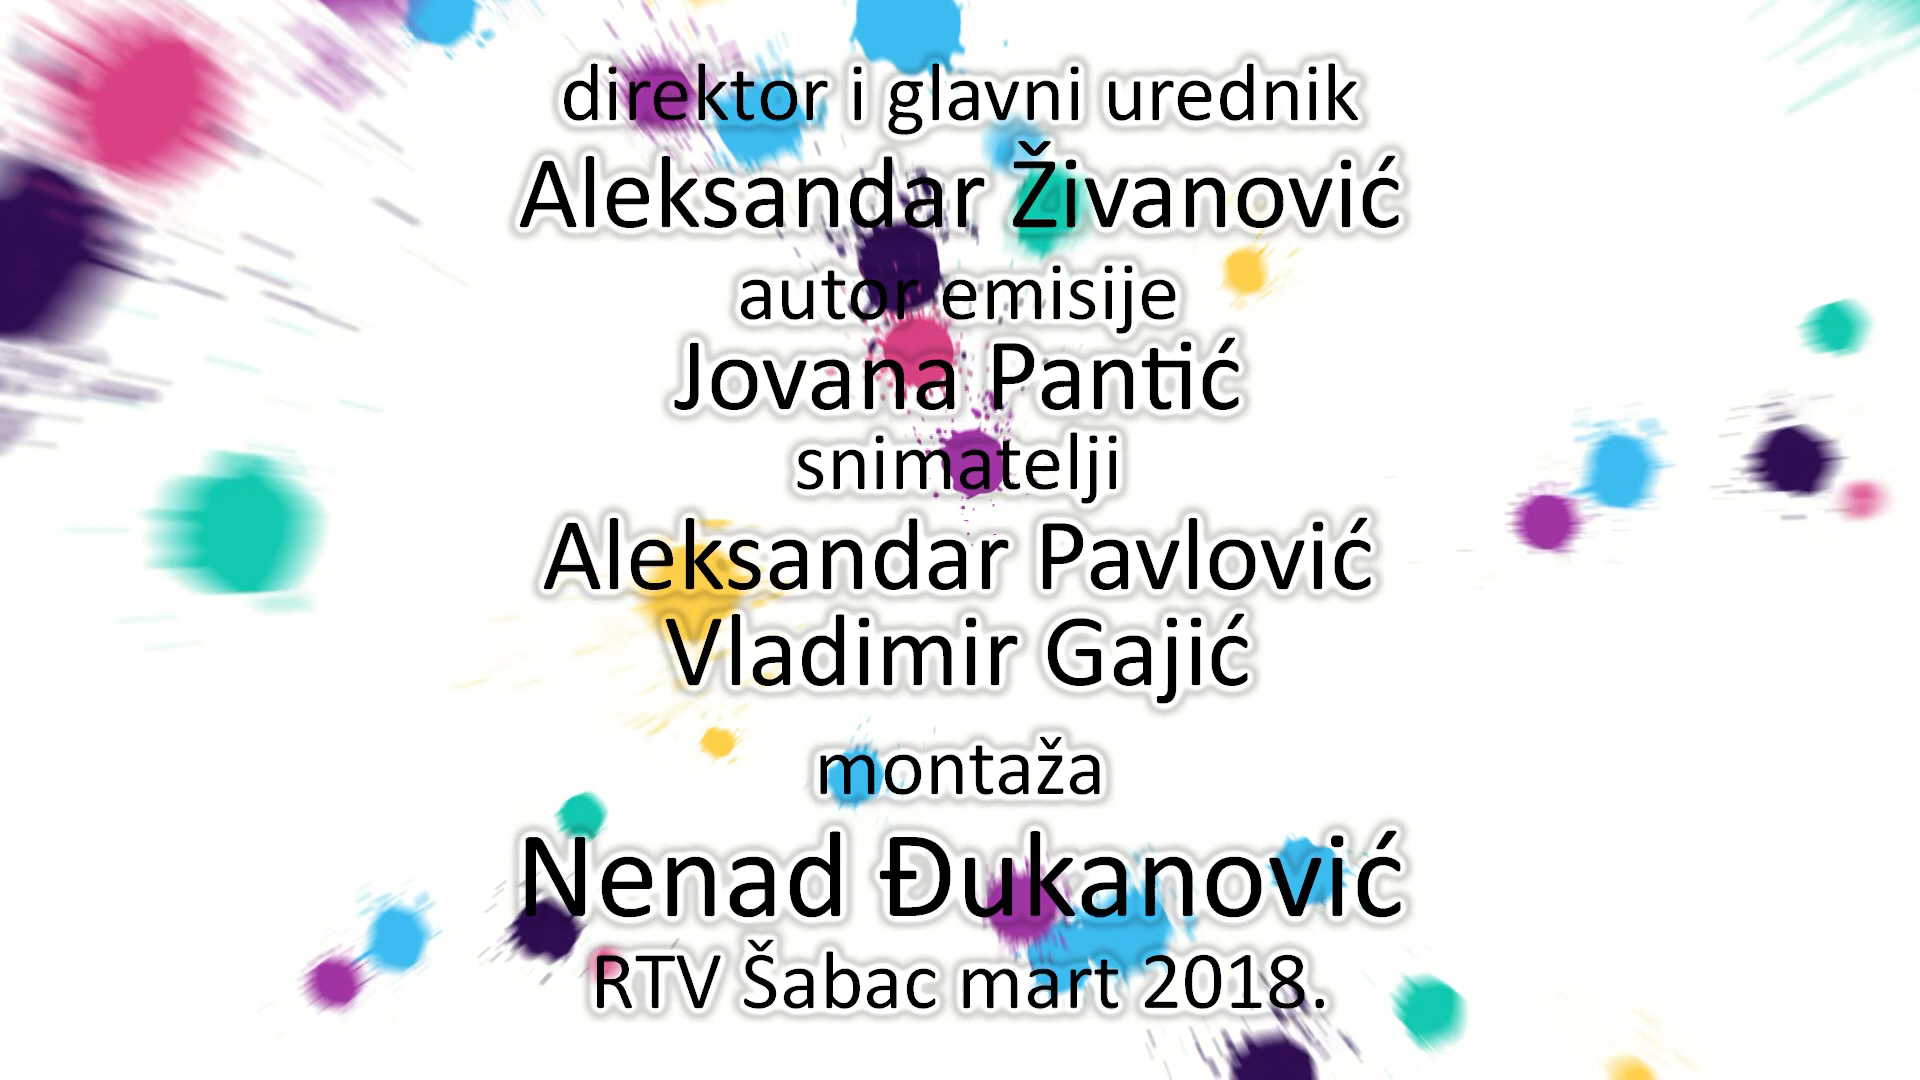 direktor i glavni urednik
Aleksandar Živanović
autor emisije
Jovana Pantić
snimatelji
Aleksandar Pavlović
Vladimir Gajić
montaža
Nenad Đukanović
RTV Šabac mart 2018.